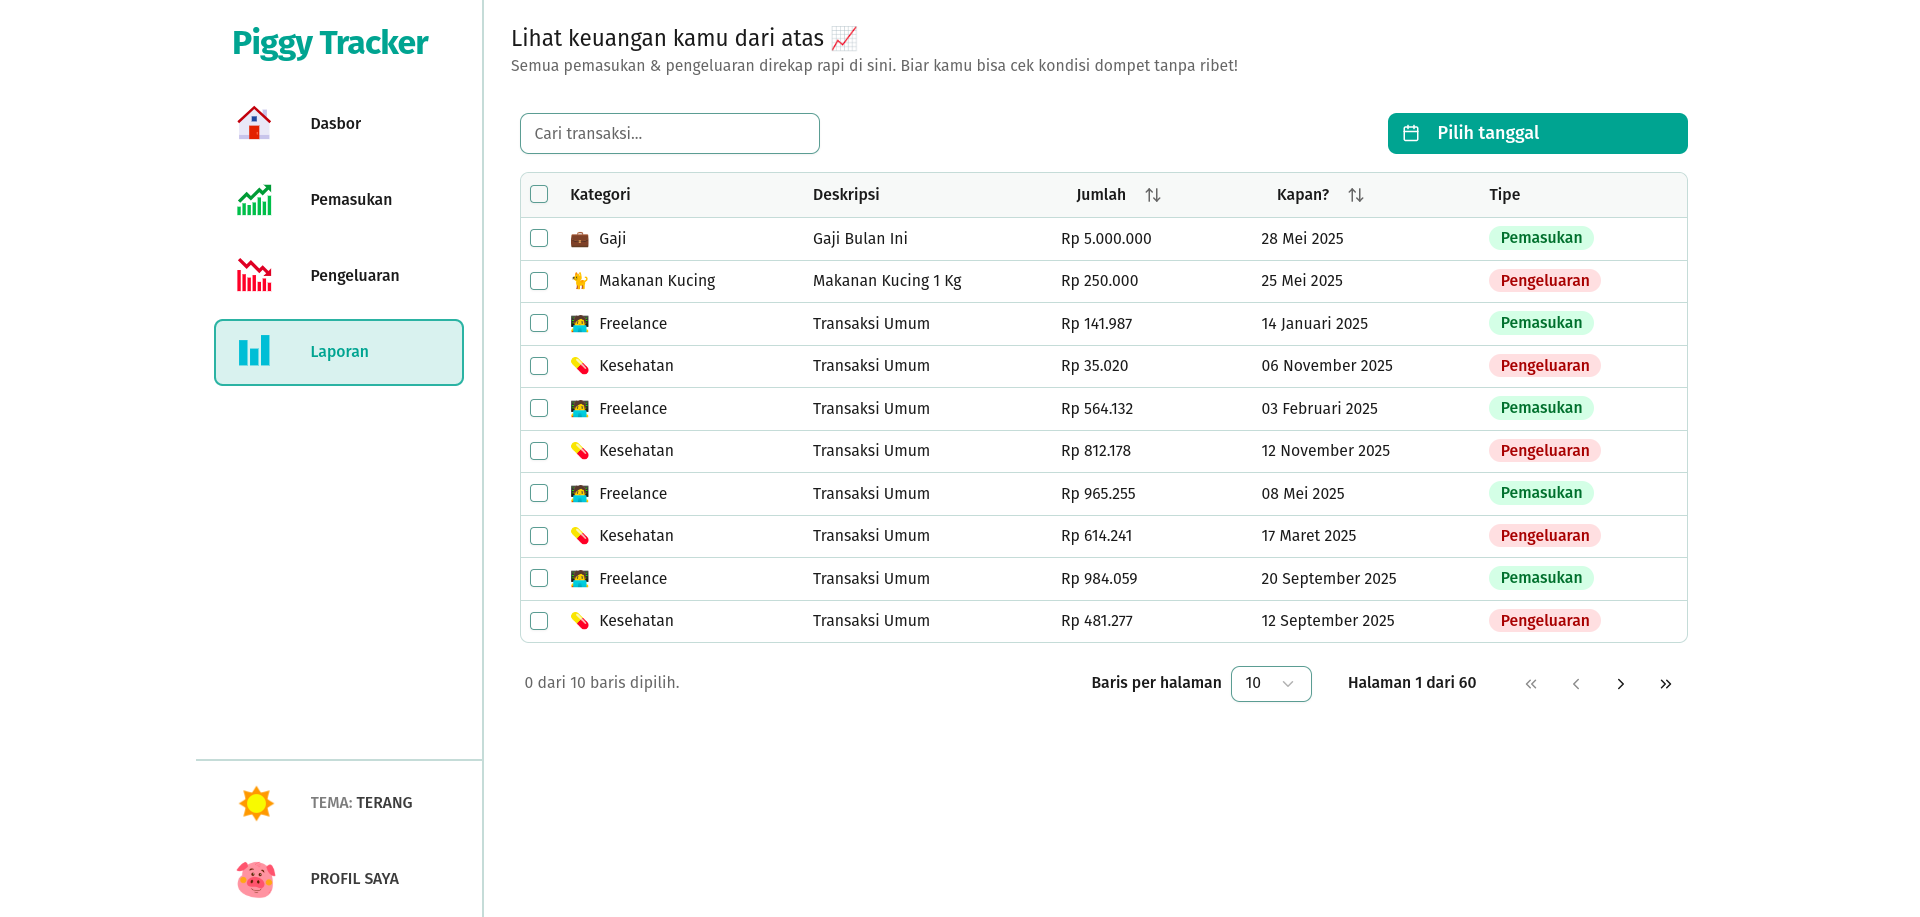 Piggy Tracker
Dasbor
Pemasukan
Pengeluaran
Laporan
TEMA: TERANG
PROFIL SAYA
Lihat keuangan kamu dari atas 📈
Semua pemasukan & pengeluaran direkap rapi di sini. Biar kamu bisa cek kondisi dompet tanpa ribet!
Cari transaksi...
Pilih tanggal
Kategori Deskripsi Jumlah Kapan? Tipe
Gaji Gaji Bulan Ini Rp 5.000.000 28 Mei 2025 Pemasukan
Makanan Kucing Makanan Kucing 1 Kg Rp 250.000 25 Mei 2025 Pengeluaran
Freelance Transaksi Umum Rp 141.987 14 Januari 2025 Pemasukan
Kesehatan Transaksi Umum Rp 35.020 06 November 2025 Pengeluaran
Freelance Transaksi Umum Rp 564.132 03 Februari 2025 Pemasukan
Kesehatan Transaksi Umum Rp 812.178 12 November 2025 Pengeluaran
Freelance Transaksi Umum Rp 965.255 08 Mei 2025 Pemasukan
Kesehatan Transaksi Umum Rp 614.241 17 Maret 2025 Pengeluaran
Freelance Transaksi Umum Rp 984.059 20 September 2025 Pemasukan
Kesehatan Transaksi Umum Rp 481.277 12 September 2025 Pengeluaran
0 dari 10 baris dipilih.
Baris per halaman 10 Halaman 1 dari 60